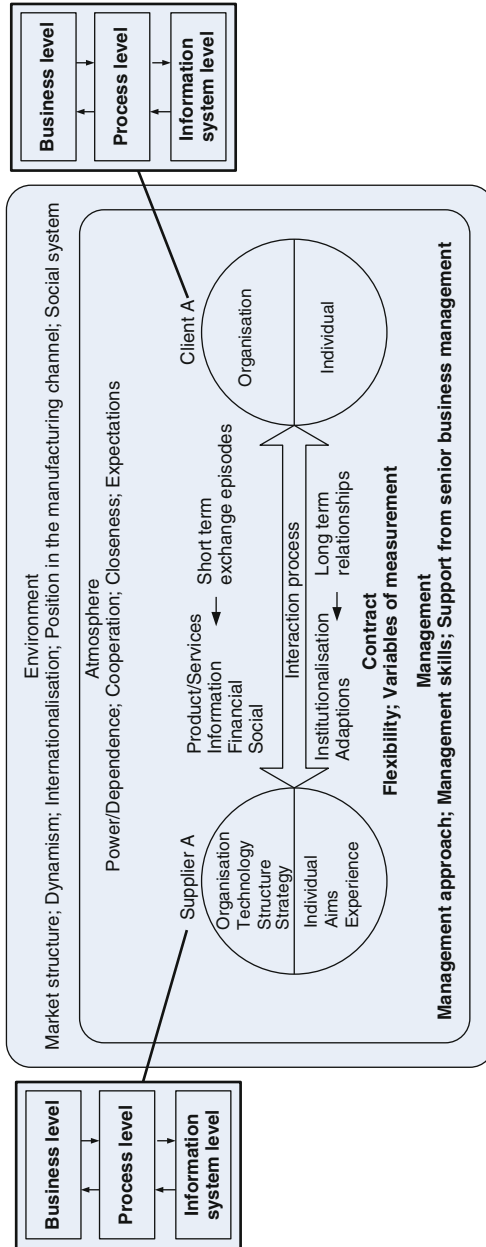 Environment
Market structure; Dynamism; Internationalisation; Position in the manufacturing channel; Social system
Atmosphere
Power/Dependence; Cooperation; Closeness; Expectations
Business level
Process level
Information
system level
Supplier A
Organisation
Technology
Structure
Strategy
Individual
Aims
Experience
Product/Services
Information
Financial
Social
Short term
exchange episodes
Interaction process
Institutionalisation
Adaptions
Long term
relationships
Client A
Organisation
Individual
Business level
Process level
Information
system level
Contract
Flexibility; Variables of measurement
Management
Management approach; Management skills; Support from senior business management